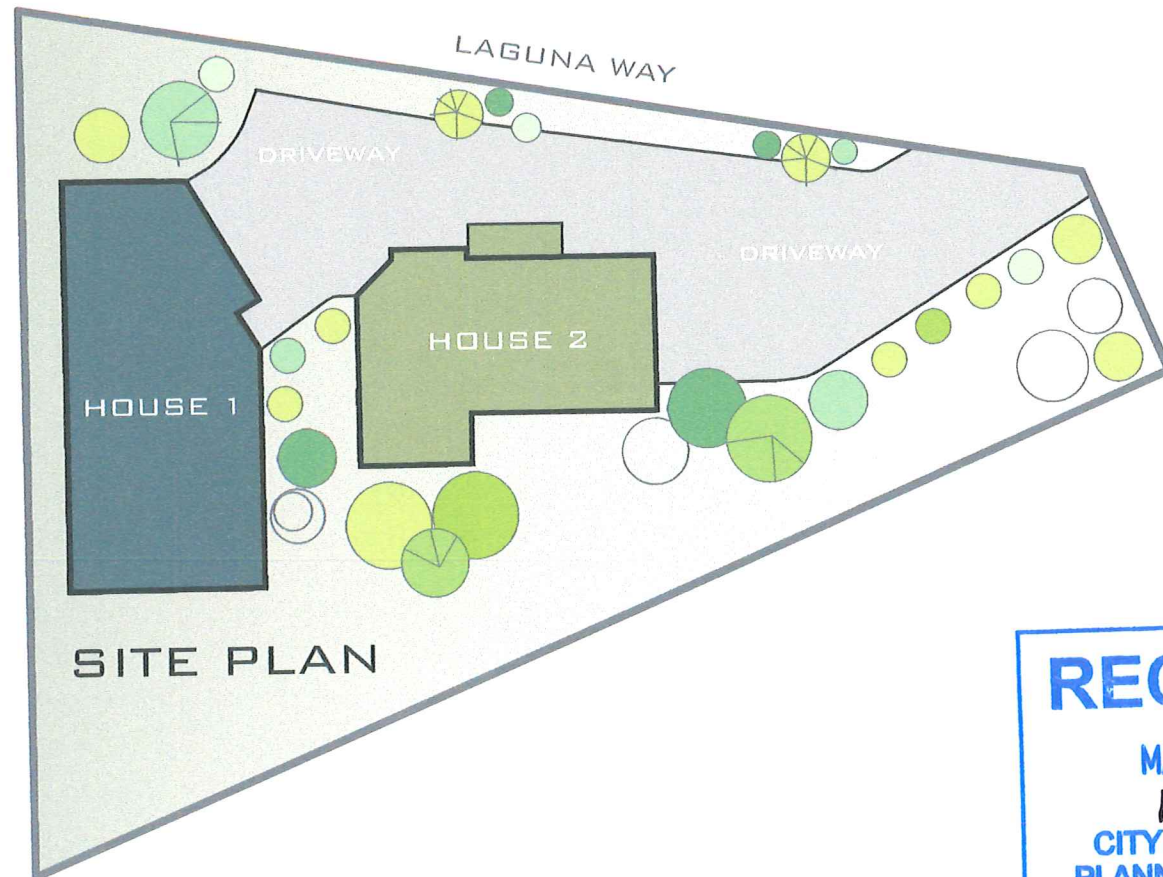 LAGUNA WAY
DRIVEWAY
DRIVEWAY
HOUSE 2
HOUSE 1
SITE PLAN
CITY